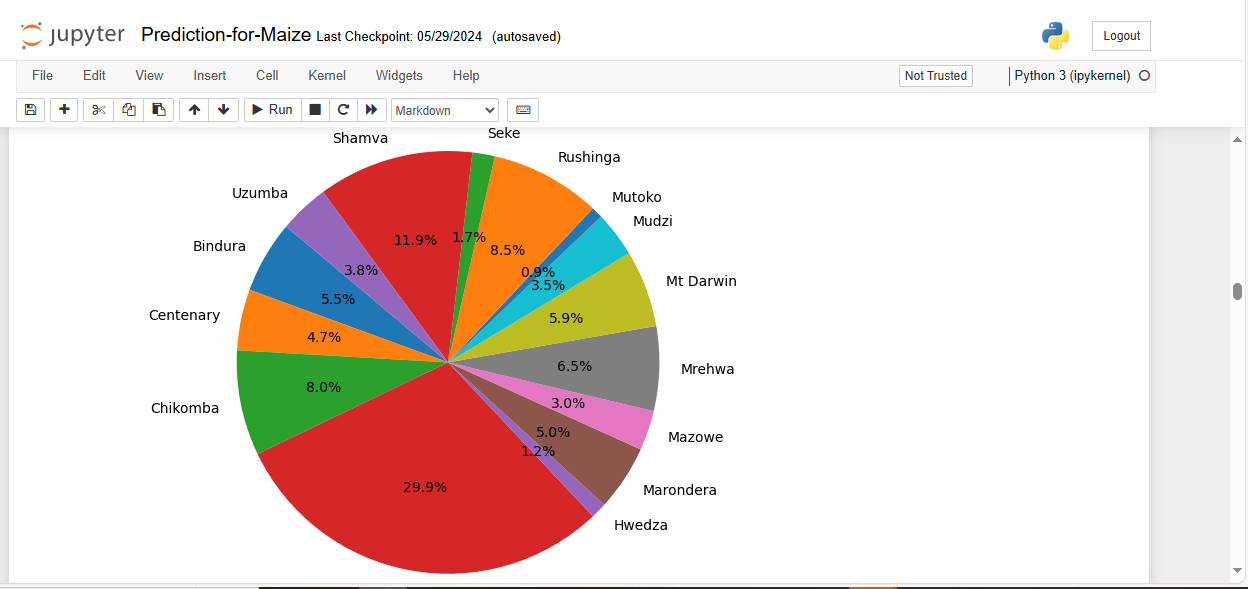 jupyter Prediction-for-Maize Last Checkpoint: 05/29/2024 (autosaved)
Logout
File Edit View Insert Cell Kernel Widgets Help
Not Trusted
Python 3 (ipykernel)
Run
Markdown
Seke
Shamva
Rushinga
Uzumba
Mutoko
Mudzi
11.9%
1.7%
Bindura
8.5%
3.8%
0.9%
Mt Darwin
3.5%
5.5%
Centenary
5.9%
4.7%
6.5%
Mrehwa
8.0%
3.0%
Chikomba
5.0%
Mazowe
1.2%
29.9%
Marondera
Hwedza